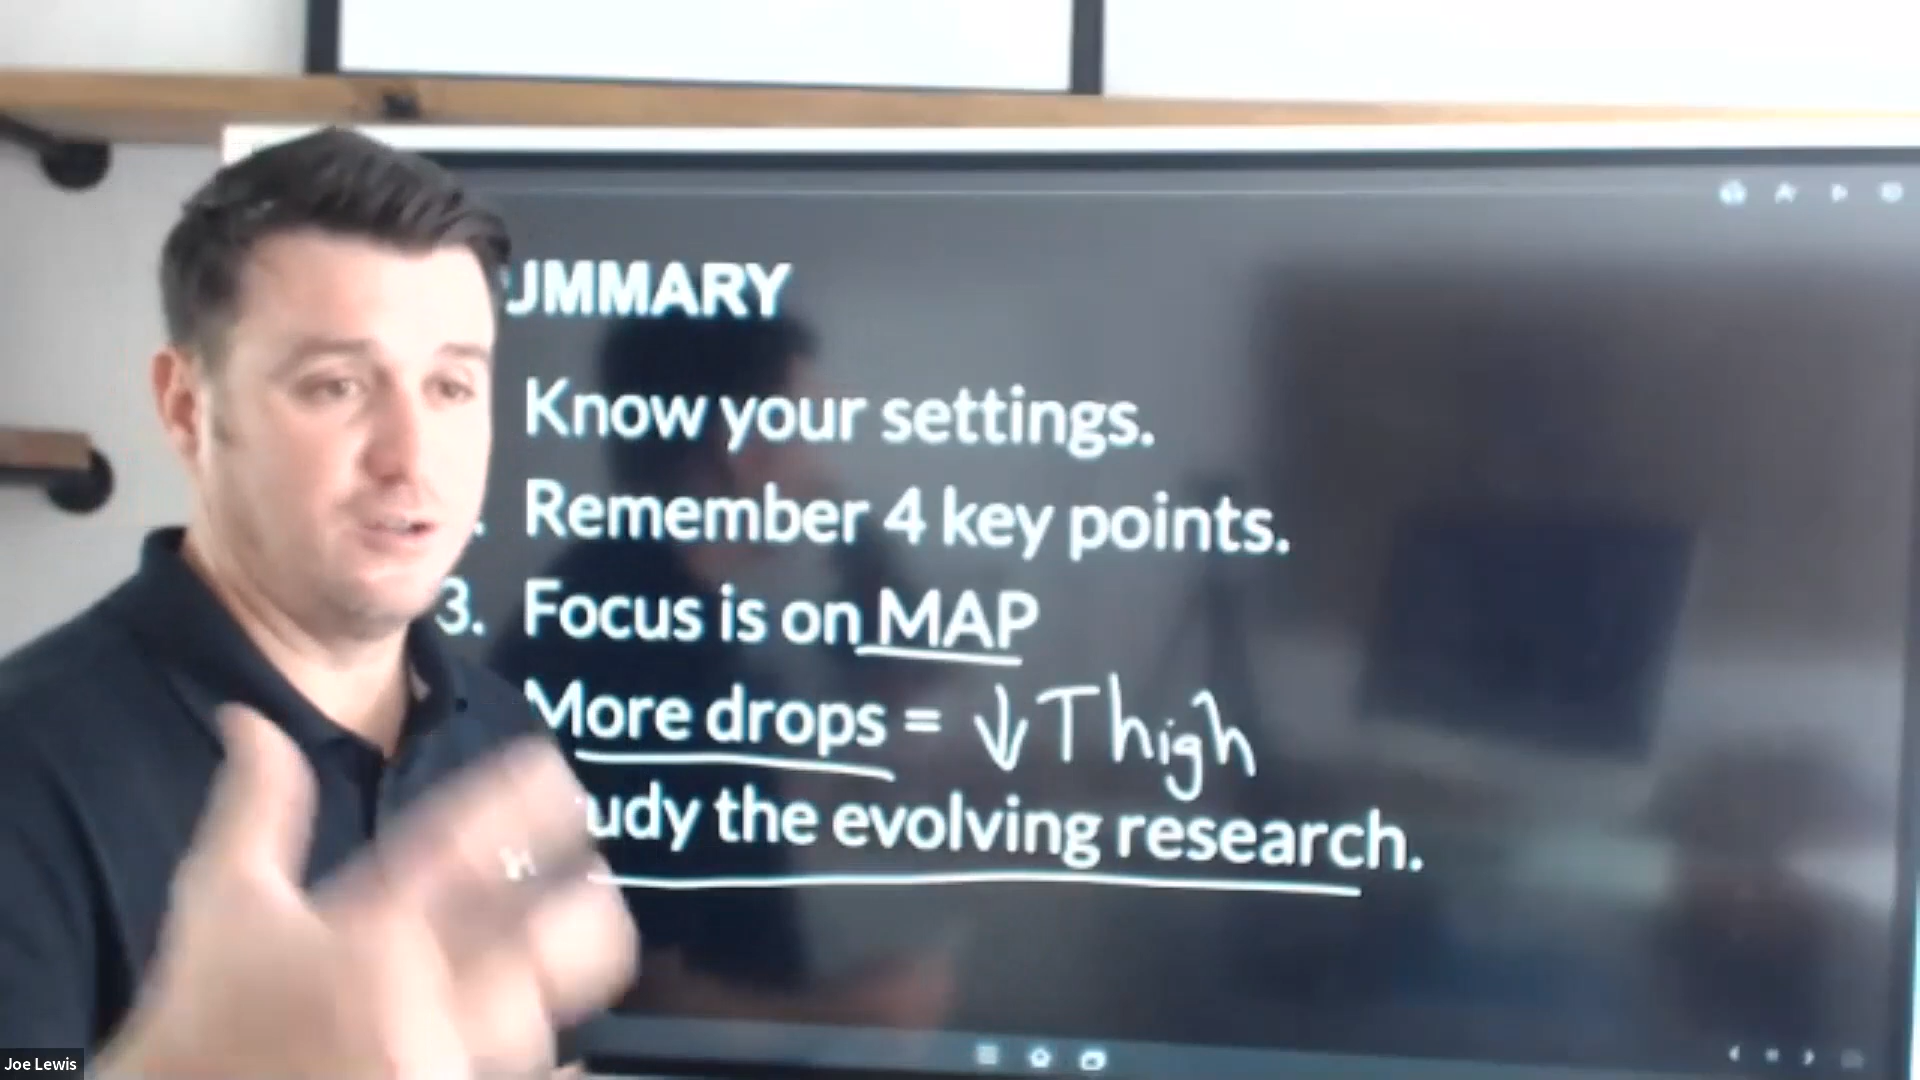 UMMARY
Know your settings.
. Remember 4 key points.
3. Focus is on MAP
More drops = ↓ Thigh
udy the evolving research.
Joe Lewis